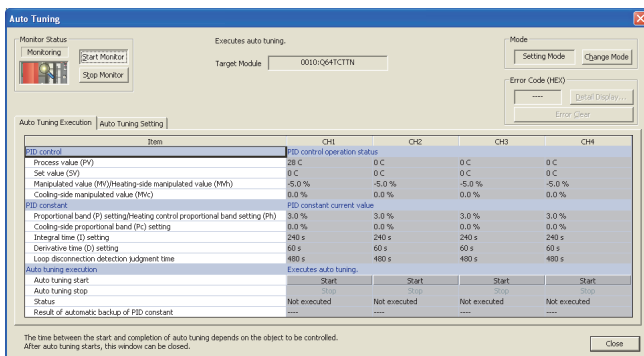 Auto Tuning
Monitor Status
Monitoring
Start Monitor
Stop Monitor
Executes auto tuning.
Target Module 0010:Q64TCTTN
Mode
Setting Mode Change Mode
Error Code (HEX)
---- Detail Display...
Error Clear
Auto Tuning Execution Auto Tuning Setting
Item CH1 CH2 CH3 CH4
PID control PID control operation status
Process value (PV) 28 C 0 C 0 C 0 C
Set value (SV) 0 C 0 C 0 C 0 C
Manipulated value (MV)/Heating-side manipulated value (MVh) -5.0 % -5.0 % -5.0 % -5.0 %
Cooling-side manipulated value (MVc) 0.0 % 0.0 % 0.0 % 0.0 %
PID constant PID constant current value
Proportional band (P) setting/Heating control proportional band setting (Ph) 3.0 % 3.0 % 3.0 % 3.0 %
Cooling-side proportional band (Pc) setting 0.0 % 0.0 % 0.0 % 0.0 %
Integral time (I) setting 240 s 240 s 240 s 240 s
Derivative time (D) setting 60 s 60 s 60 s 60 s
Loop disconnection detection judgment time 480 s 480 s 480 s 480 s
Auto tuning execution Executes auto tuning.
Auto tuning start Start Start Start Start
Auto tuning stop Stop Stop Stop Stop
Status Not executed Not executed Not executed Not executed
Result of automatic backup of PID constant ---- ---- ---- ----
The time between the start and completion of auto tuning depends on the object to be controlled.
After auto tuning starts, this window can be closed.
Close